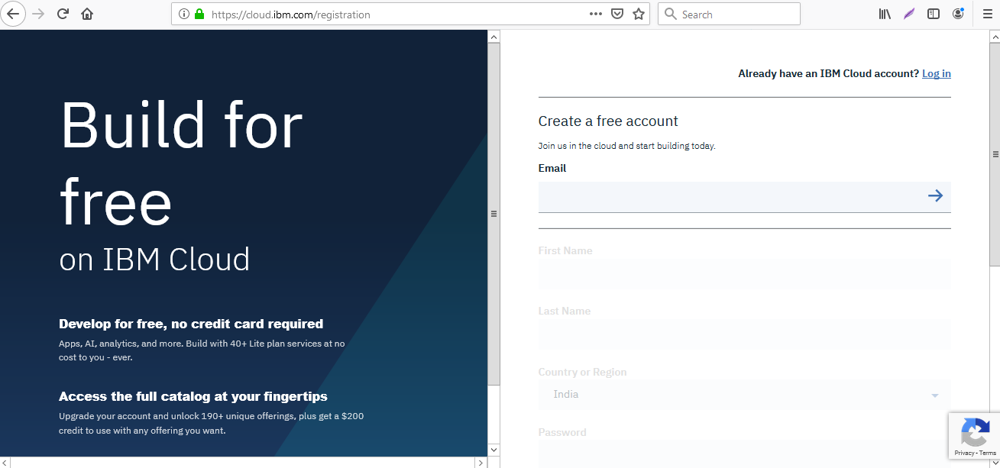 https://cloud.ibm.com/registration
Search
Build for
free
on IBM Cloud
Develop for free, no credit card required
Apps, AI, analytics, and more. Build with 40+ Lite plan services at no
cost to you - ever.
Access the full catalog at your fingertips
Upgrade your account and unlock 190+ unique offerings, plus get a $200
credit to use with any offering you want.
Already have an IBM Cloud account? Log in
Create a free account
Join us in the cloud and start building today.
Email
First Name
Last Name
Country or Region
India
Password
Privacy - Terms